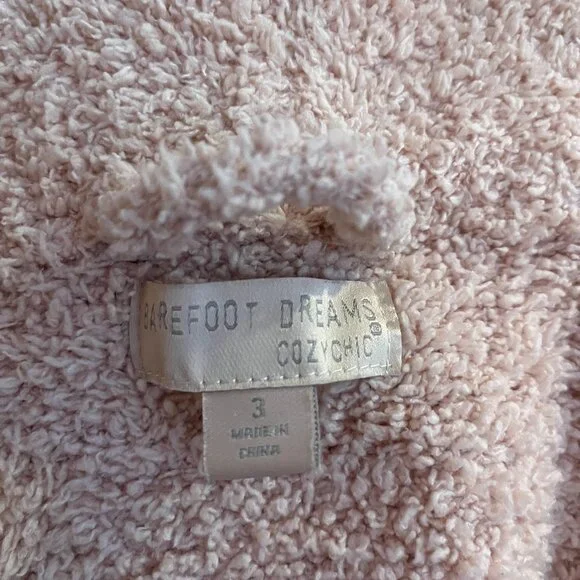 BAREFOOT DREAMS
COZYCHIC®
3
MADE IN
CHINA